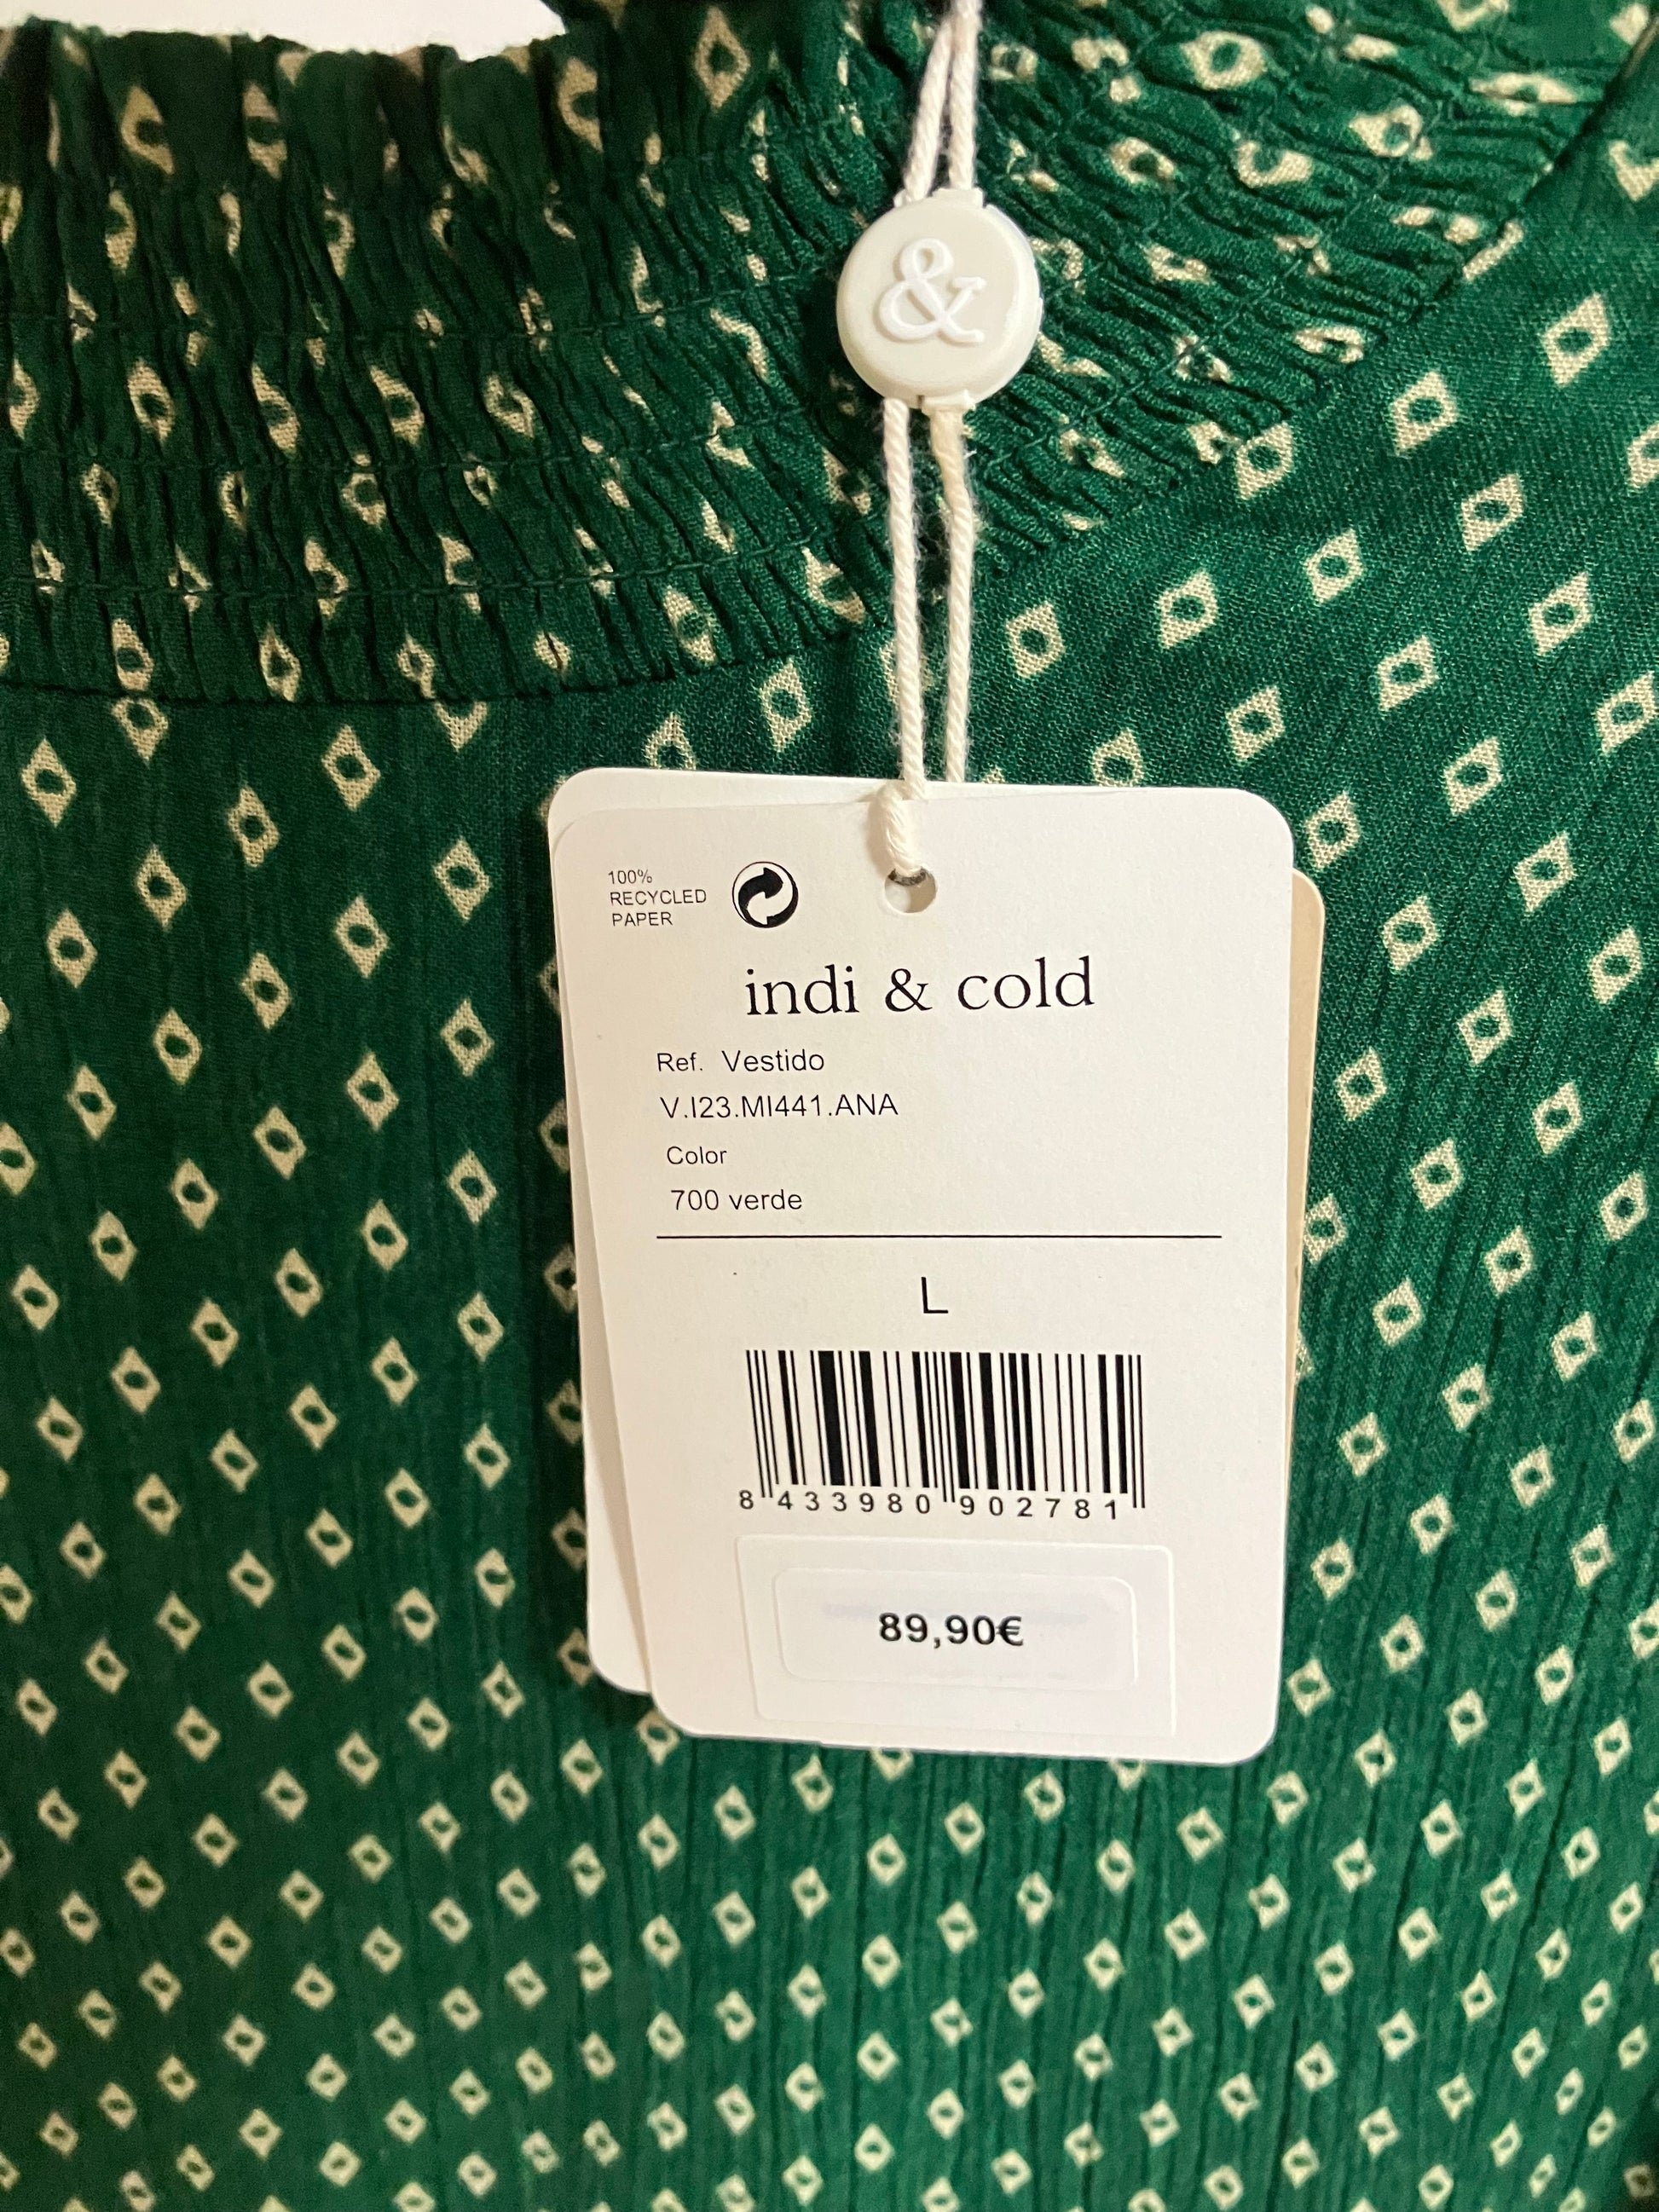 &
100%
RECYCLED
PAPER
indi & cold
Ref. Vestido
V.I23.MI441.ANA
Color
700 verde
L
8 433980 902781
89,90€